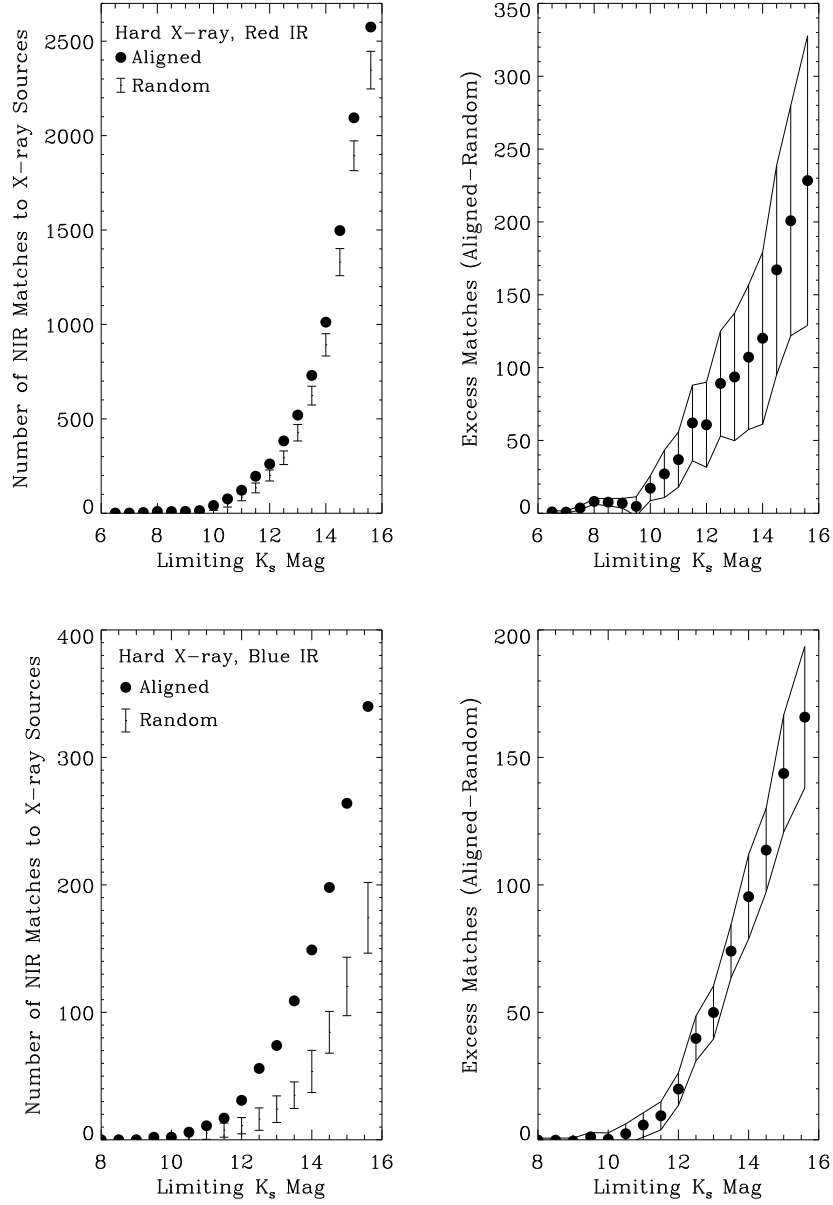 Hard X-ray, Red IR
Aligned
Random
Number of NIR Matches to X-ray Sources
2500
2000
1500
1000
500
0
6 8 10 12 14 16
Limiting Ks Mag
Excess Matches (Aligned-Random)
350
300
250
200
150
100
50
0
6 8 10 12 14 16
Limiting Ks Mag
Hard X-ray, Blue IR
Aligned
Random
Number of NIR Matches to X-ray Sources
400
300
200
100
0
8 10 12 14 16
Limiting Ks Mag
Excess Matches (Aligned-Random)
200
150
100
50
0
8 10 12 14 16
Limiting Ks Mag